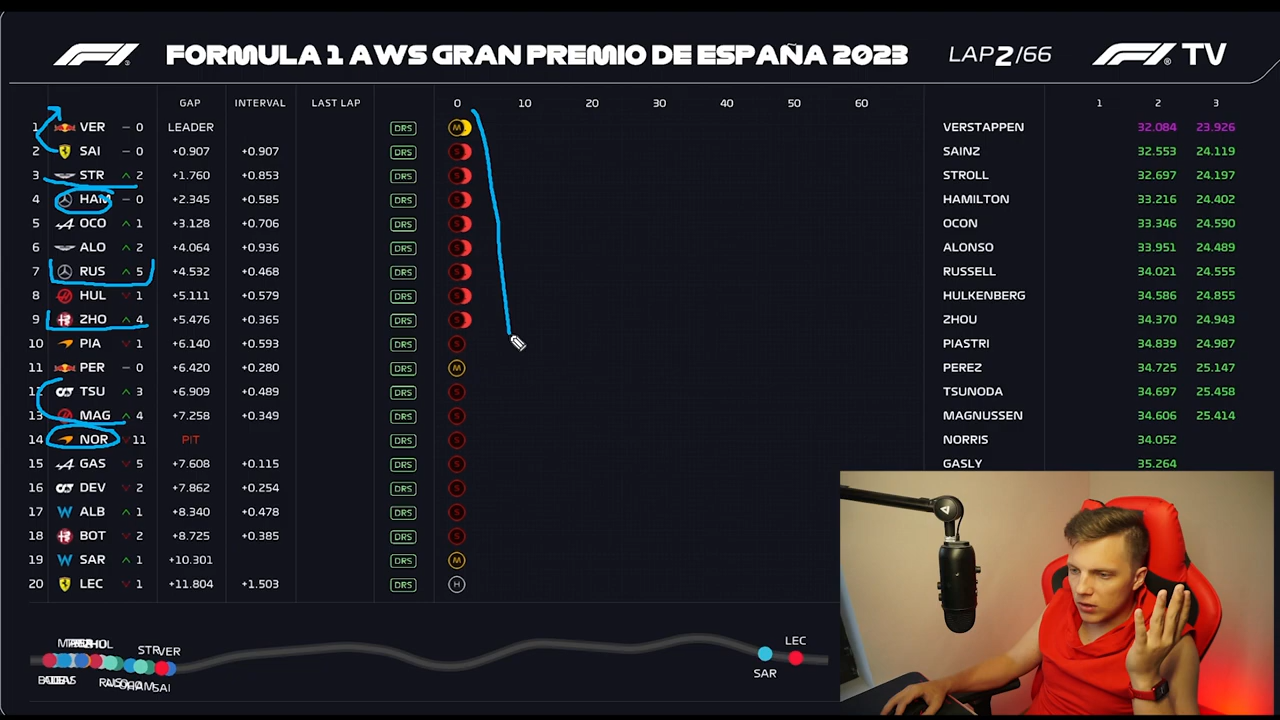 F1 FORMULA 1 AWS GRAN PREMIO DE ESPAÑA 2023 LAP 2/66 F1 TV
GAP INTERVAL LAST LAP 0 10 20 30 40 50 60 1 2 3
1 VER – 0 LEADER DRS M VERSTAPPEN 32.084 23.926
2 SAI – 0 +0.907 +0.907 DRS S SAINZ 32.553 24.119
3 STR 2 +1.760 +0.853 DRS S STROLL 32.697 24.197
4 HAM – 0 +2.345 +0.585 DRS S HAMILTON 33.216 24.402
5 OCO 1 +3.128 +0.706 DRS S OCON 33.346 24.590
6 ALO 2 +4.064 +0.936 DRS S ALONSO 33.951 24.489
7 RUS 5 +4.532 +0.468 DRS S RUSSELL 34.021 24.555
8 HUL 1 +5.111 +0.579 DRS S HULKENBERG 34.586 24.855
9 ZHO 4 +5.476 +0.365 DRS S ZHOU 34.370 24.943
10 PIA 1 +6.140 +0.593 DRS S PIASTRI 34.839 24.987
11 PER – 0 +6.420 +0.280 DRS M PEREZ 34.725 25.147
12 TSU 3 +6.909 +0.489 DRS S TSUNODA 34.697 25.458
13 MAG 4 +7.258 +0.349 DRS S MAGNUSSEN 34.606 25.414
14 NOR 11 PIT DRS S NORRIS 34.052
15 GAS 5 +7.608 +0.115 DRS S GASLY 35.264
16 DEV 2 +7.862 +0.254 DRS S
17 ALB 1 +8.340 +0.478 DRS S
18 BOT 2 +8.725 +0.385 DRS S
19 SAR 1 +10.301 DRS M
20 LEC 1 +11.804 +1.503 DRS H
STR VER LEC
HAM SAI SAR